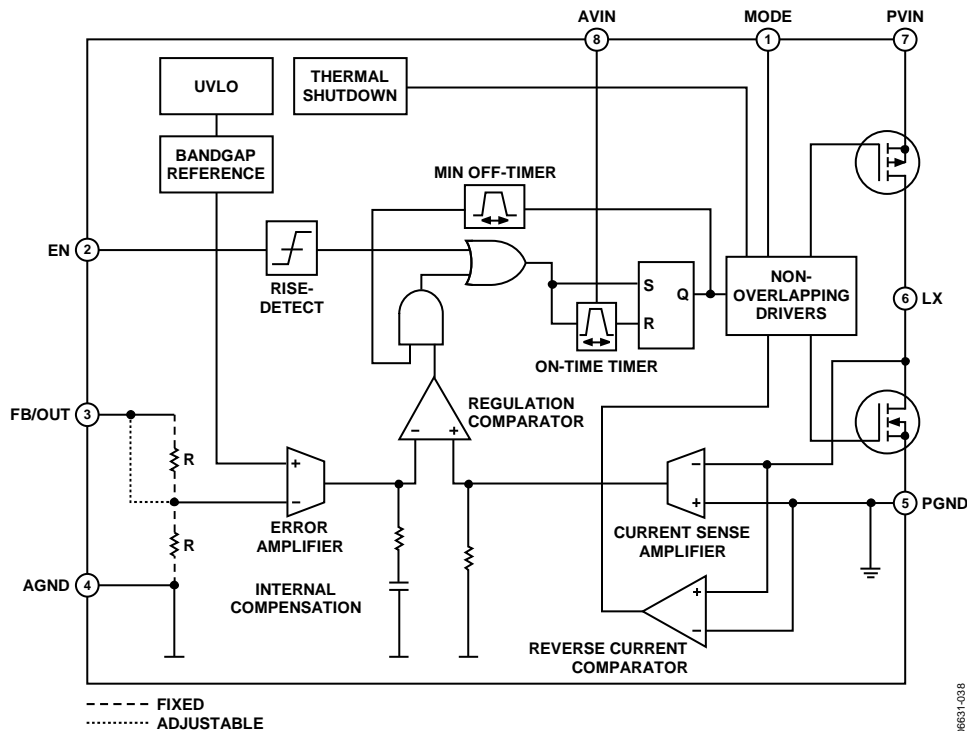 AVIN
MODE
PVIN
8
1
7
UVLO
THERMAL
SHUTDOWN
BANDGAP
REFERENCE
MIN OFF-TIMER
EN
2
RISE-
DETECT
S
Q
R
NON-
OVERLAPPING
DRIVERS
6
LX
ON-TIME TIMER
FB/OUT
3
REGULATION
COMPARATOR
-
+
R
+
-
ERROR
AMPLIFIER
-
+
CURRENT SENSE
AMPLIFIER
5
PGND
R
AGND
4
INTERNAL
COMPENSATION
+
-
REVERSE CURRENT
COMPARATOR
FIXED
ADJUSTABLE
06631-038